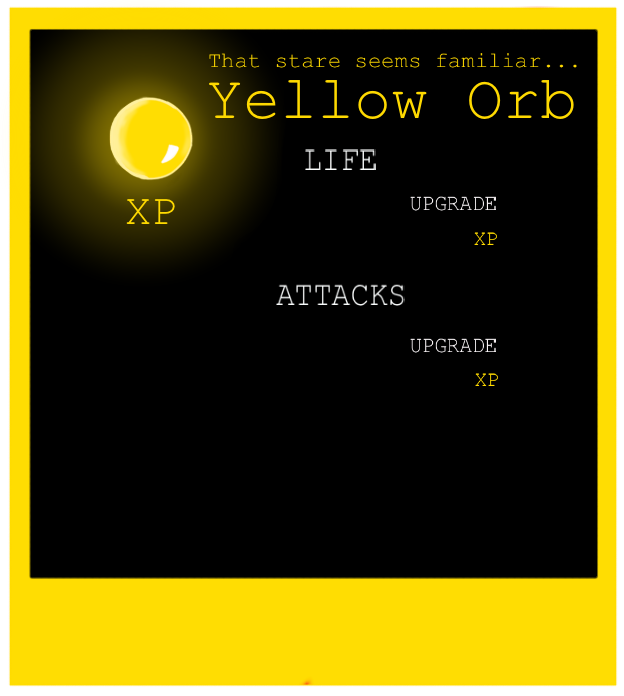 That stare seems familiar...
Yellow Orb
LIFE
XP
UPGRADE
XP
ATTACKS
UPGRADE
XP